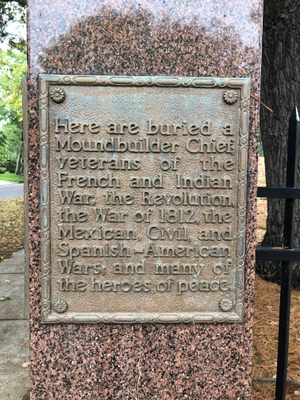 Here are buried a
Moundbuilder Chief,
veterans of the
French and Indian
War, the Revolution,
the War of 1812, the
Mexican, Civil and
Spanish-American
Wars, and many of
the heroes of peace.